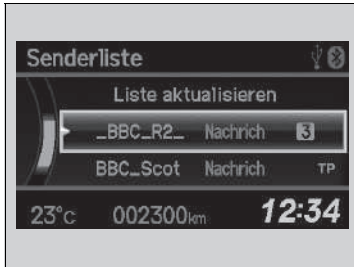 Senderliste
Liste aktualisieren
_BBC_R2_ Nachrich 3
BBC_Scot Nachrich TP
23°c 002300km 12:34